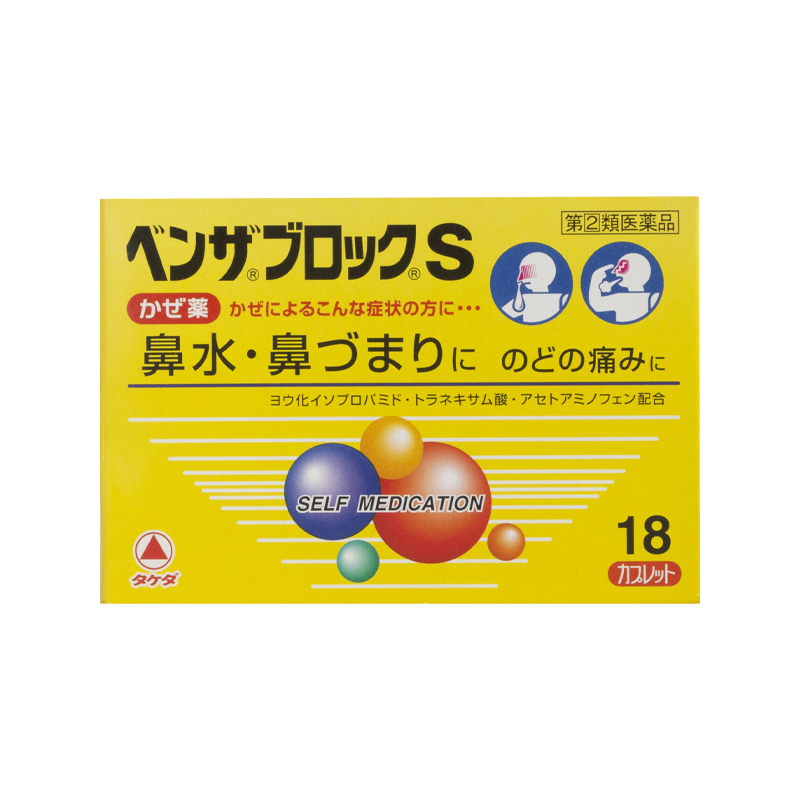 第②類医薬品
ベンザ®ブロック®S
かぜ薬 かぜによるこんな症状の方に・・・
鼻水・鼻づまりに のどの痛みに
ヨウ化イソプロパミド・トラネキサム酸・アセトアミノフェン配合
SELF MEDICATION
18
カプレット
タケダ